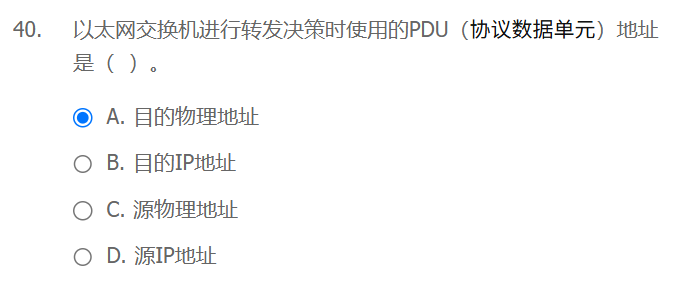 40. 以太网交换机进行转发决策时使用的PDU（协议数据单元）地址
是（ ）。
A. 目的物理地址
B. 目的IP地址
C. 源物理地址
D. 源IP地址